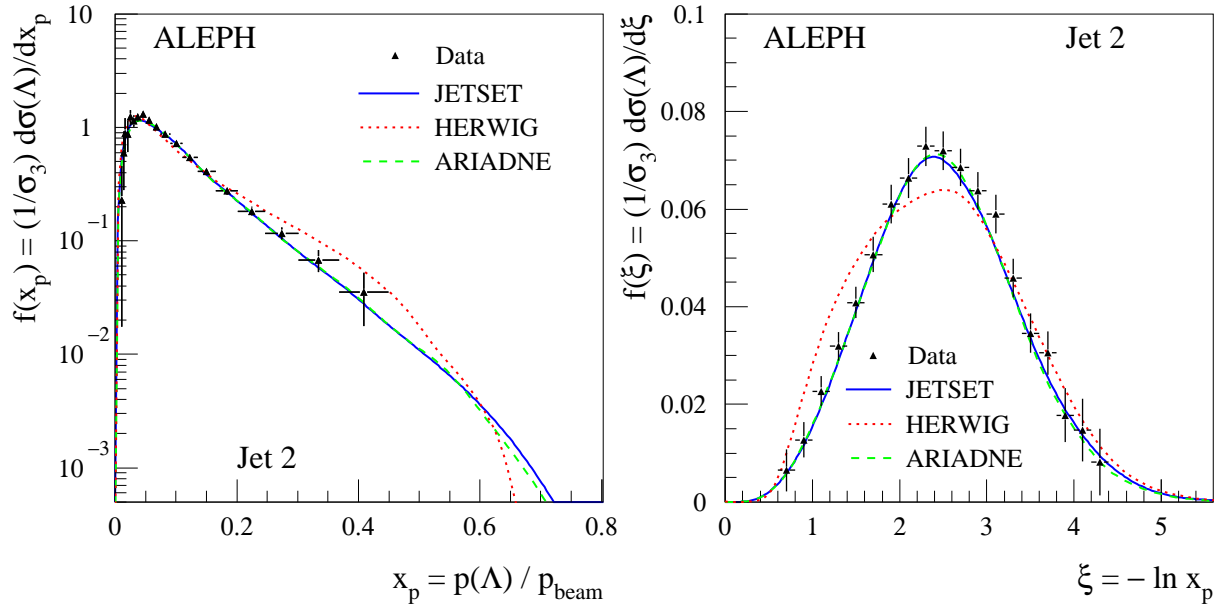 f(x_p) = (1/σ_3) dσ(Λ)/dx_p
10
1
10^−1
10^−2
10^−3
ALEPH
Data
JETSET
HERWIG
ARIADNE
Jet 2
0 0.2 0.4 0.6 0.8
x_p = p(Λ) / p_beam
f(ξ) = (1/σ_3) dσ(Λ)/dξ
0.1
0.08
0.06
0.04
0.02
0
ALEPH Jet 2
Data
JETSET
HERWIG
ARIADNE
0 1 2 3 4 5
ξ = − ln x_p